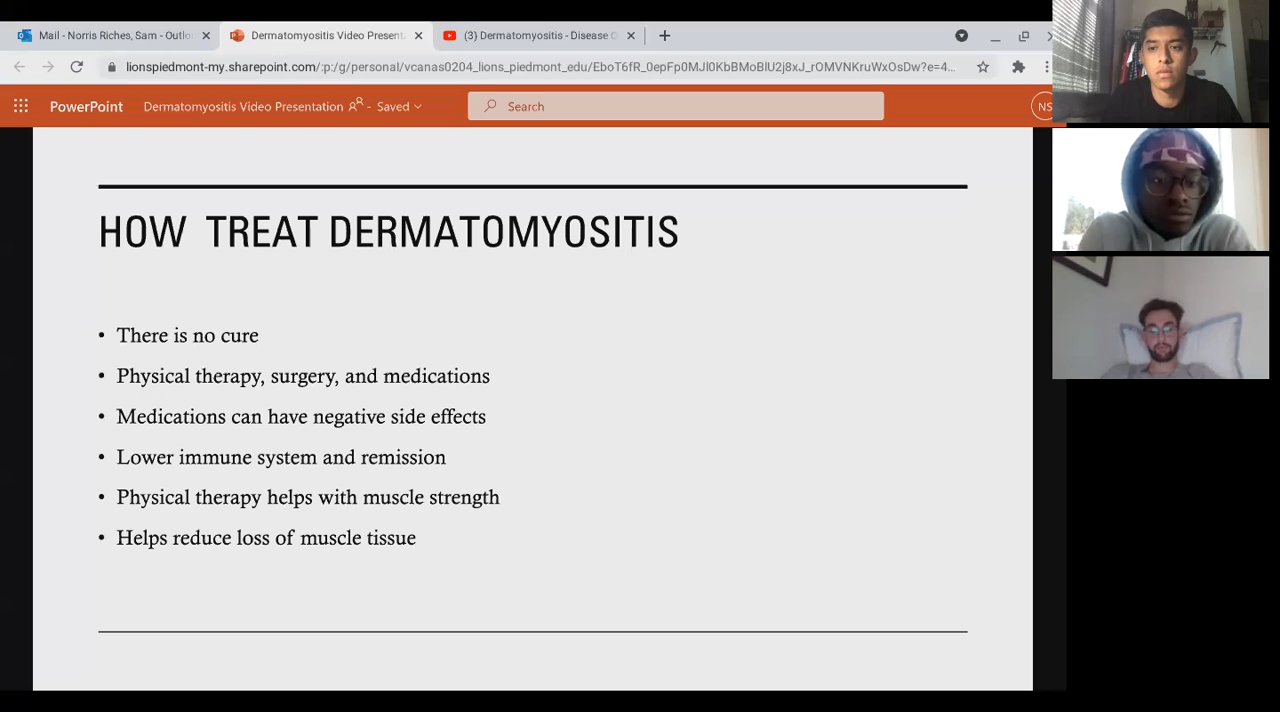 Mail - Norris Riches, Sam - Outlo
Dermatomyositis Video Present
(3) Dermatomyositis - Disease
lionspiedmont-my.sharepoint.com/:p:/g/personal/vcanas0204_lions_piedmont_edu/EboT6fR_0epFp0MJl0KbBMoBlU2j8xJ_rOMVNKruWxOsDw?e=4...
PowerPoint Dermatomyositis Video Presentation - Saved Search NS
HOW TREAT DERMATOMYOSITIS
• There is no cure
• Physical therapy, surgery, and medications
• Medications can have negative side effects
• Lower immune system and remission
• Physical therapy helps with muscle strength
• Helps reduce loss of muscle tissue